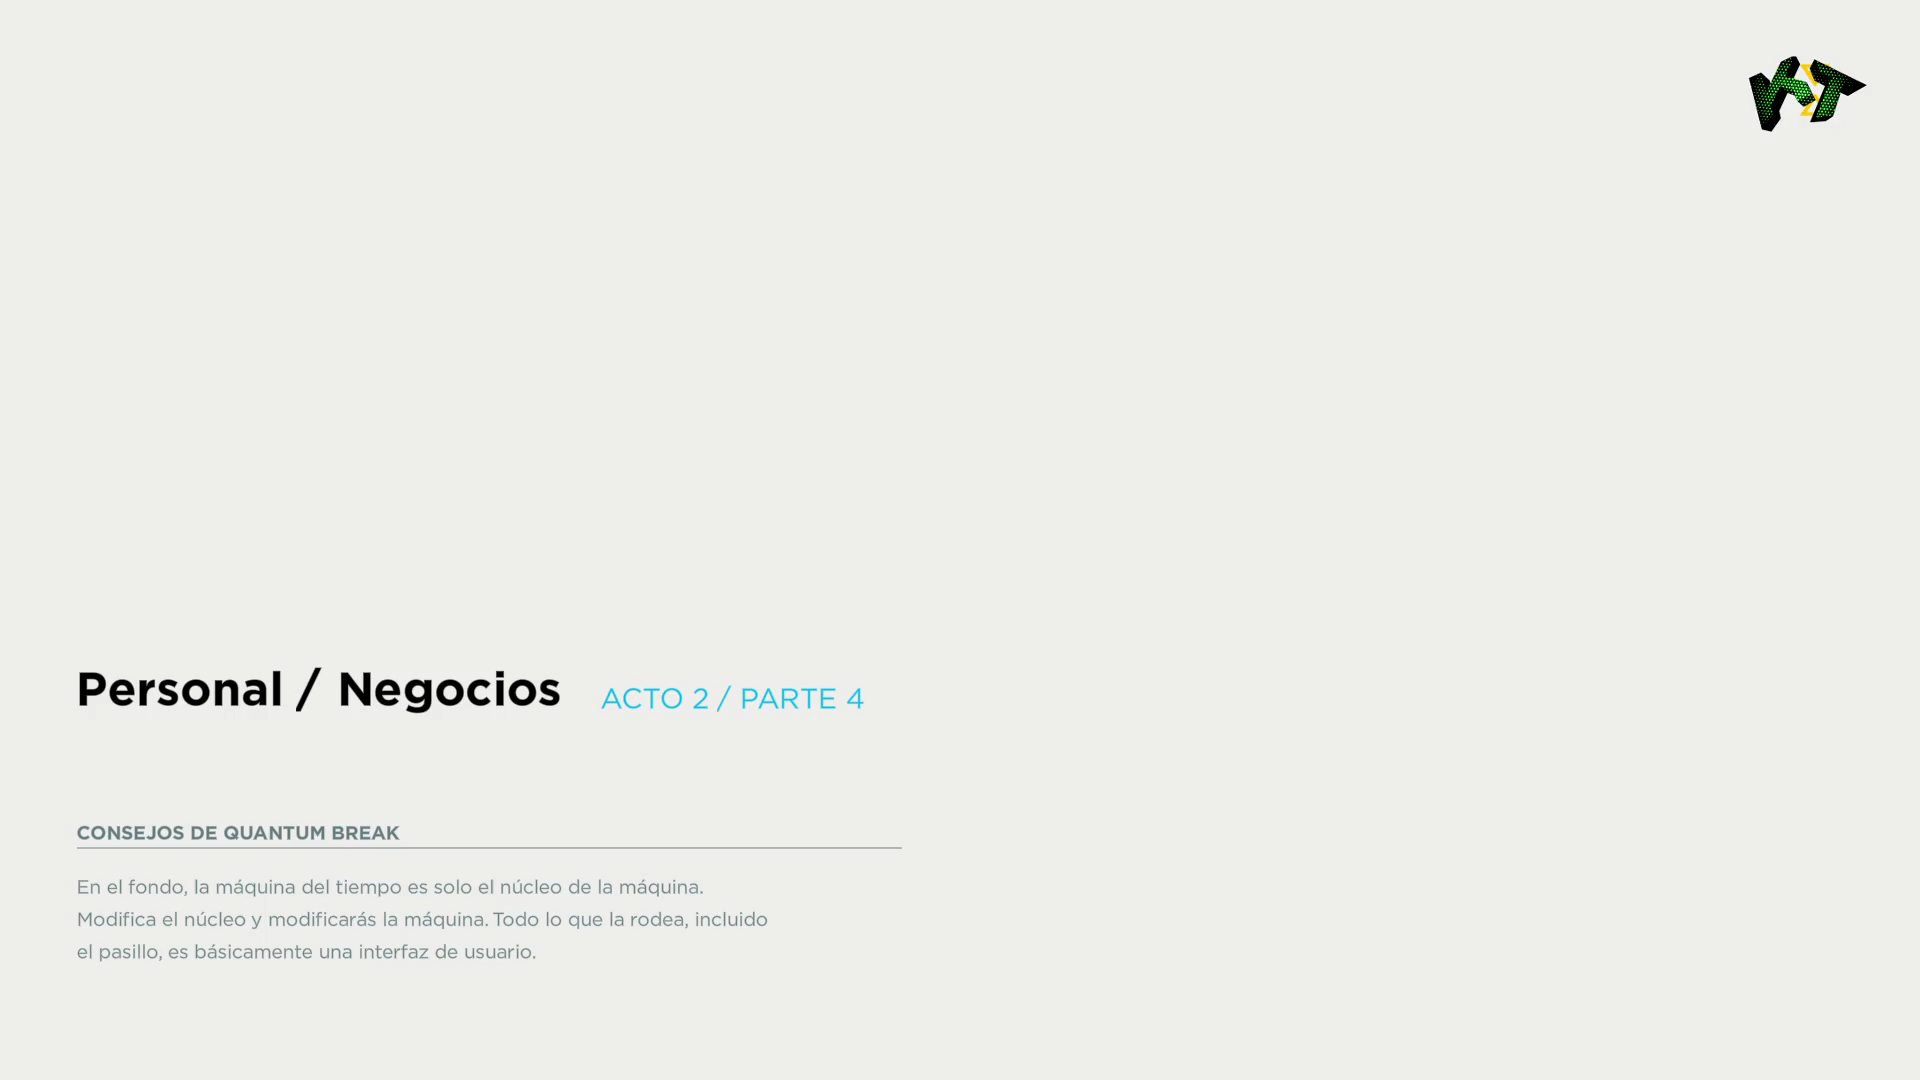 Personal / Negocios ACTO 2 / PARTE 4
CONSEJOS DE QUANTUM BREAK
En el fondo, la máquina del tiempo es solo el núcleo de la máquina.
Modifica el núcleo y modificarás la máquina. Todo lo que la rodea, incluido
el pasillo, es básicamente una interfaz de usuario.